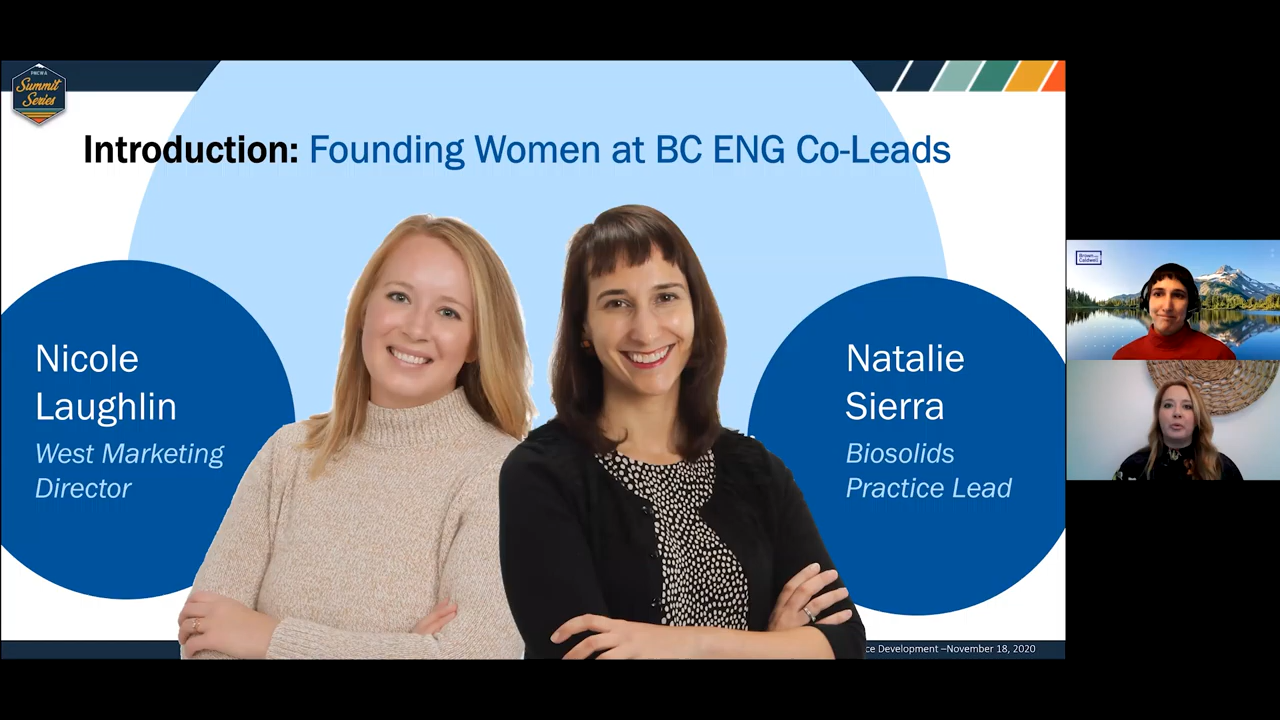 PNCWA
Summit
Series
Introduction: Founding Women at BC ENG Co-Leads
Nicole
Laughlin
West Marketing
Director
Natalie
Sierra
Biosolids
Practice Lead
ce Development –November 18, 2020
Brown AND
Caldwell